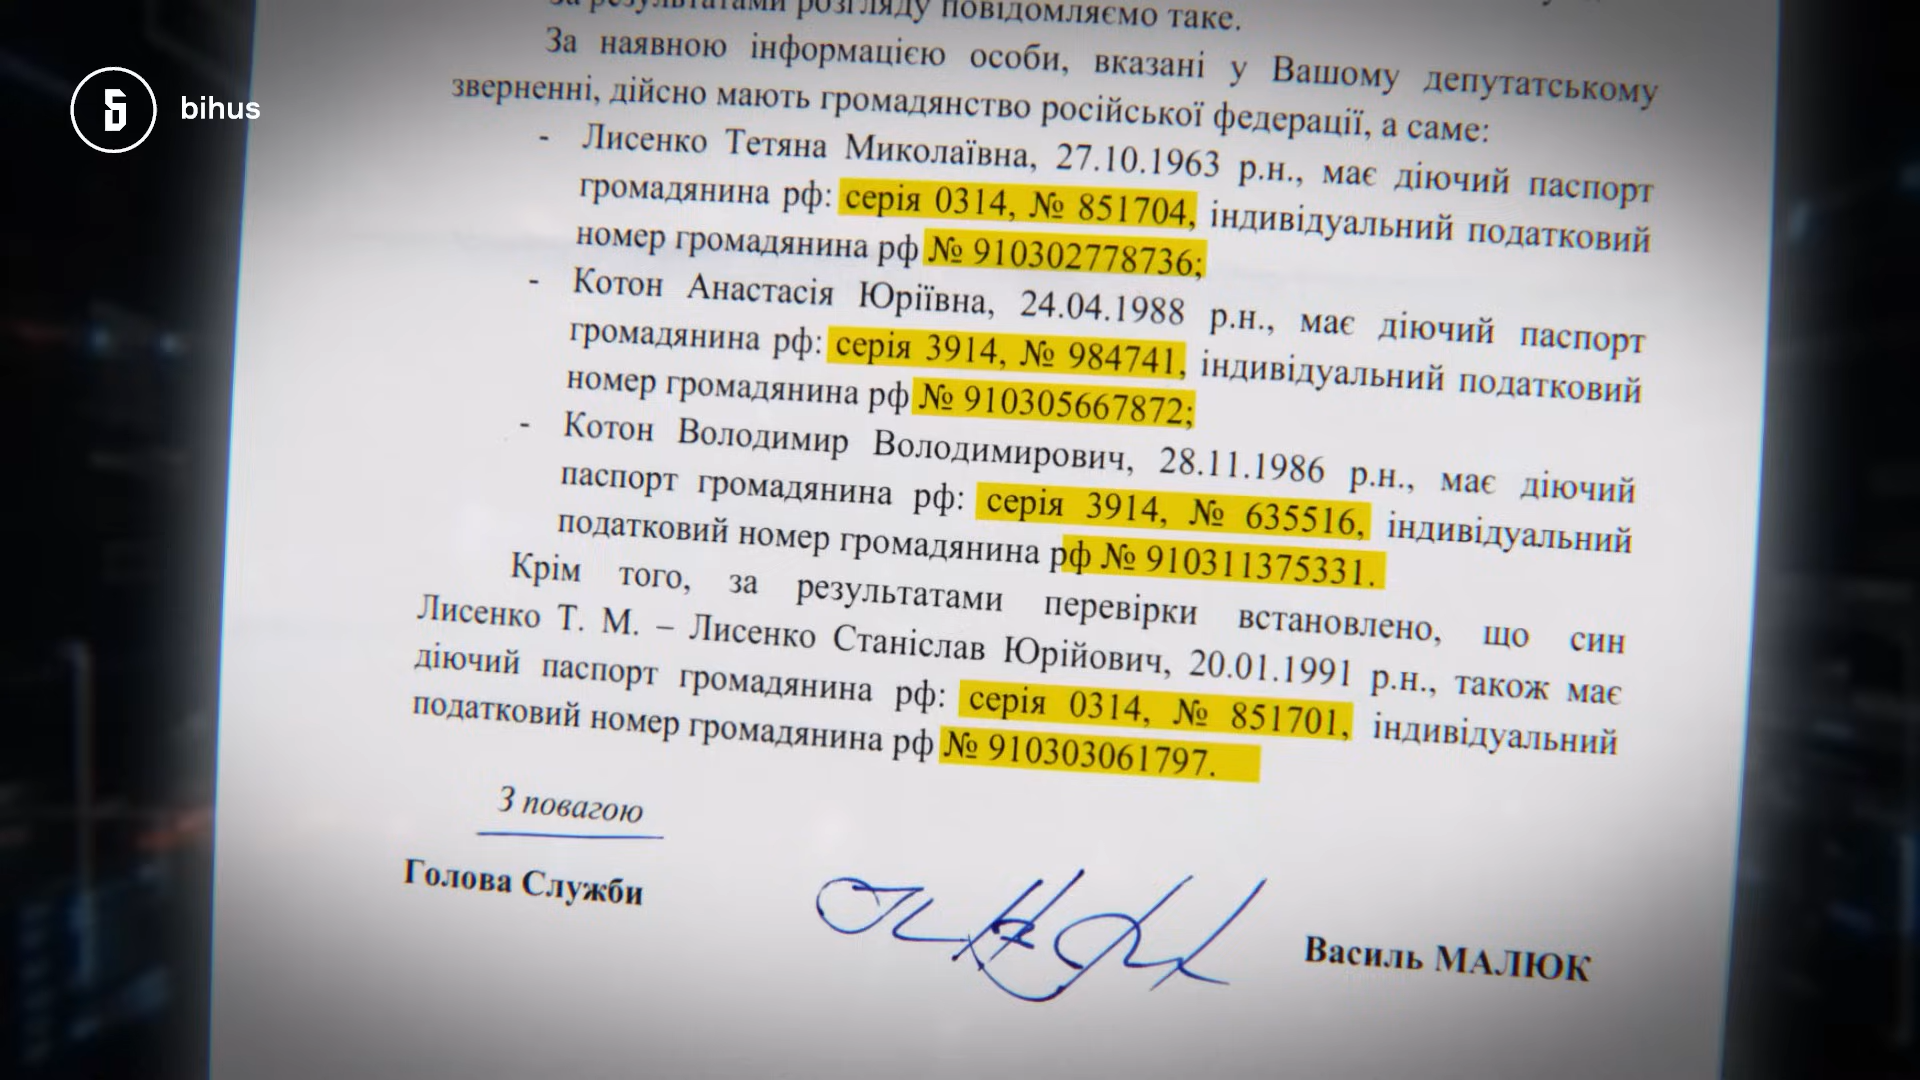 bihus
За результатами розгляду повідомляємо таке.
За наявною інформацією особи, вказані у Вашому депутатському
зверненні, дійсно мають громадянство російської федерації, а саме:
- Лисенко Тетяна Миколаївна, 27.10.1963 р.н., має діючий паспорт
громадянина рф: серія 0314, № 851704, індивідуальний податковий
номер громадянина рф № 910302778736;
- Котон Анастасія Юріївна, 24.04.1988 р.н., має діючий паспорт
громадянина рф: серія 3914, № 984741, індивідуальний податковий
номер громадянина рф № 910305667872;
- Котон Володимир Володимирович, 28.11.1986 р.н., має діючий
паспорт громадянина рф: серія 3914, № 635516, індивідуальний
податковий номер громадянина рф № 910311375331.
Крім того, за результатами перевірки встановлено, що син
Лисенко Т. М. – Лисенко Станіслав Юрійович, 20.01.1991 р.н., також має
діючий паспорт громадянина рф: серія 0314, № 851701, індивідуальний
податковий номер громадянина рф № 910303061797.
З повагою
Голова Служби
Василь МАЛЮК